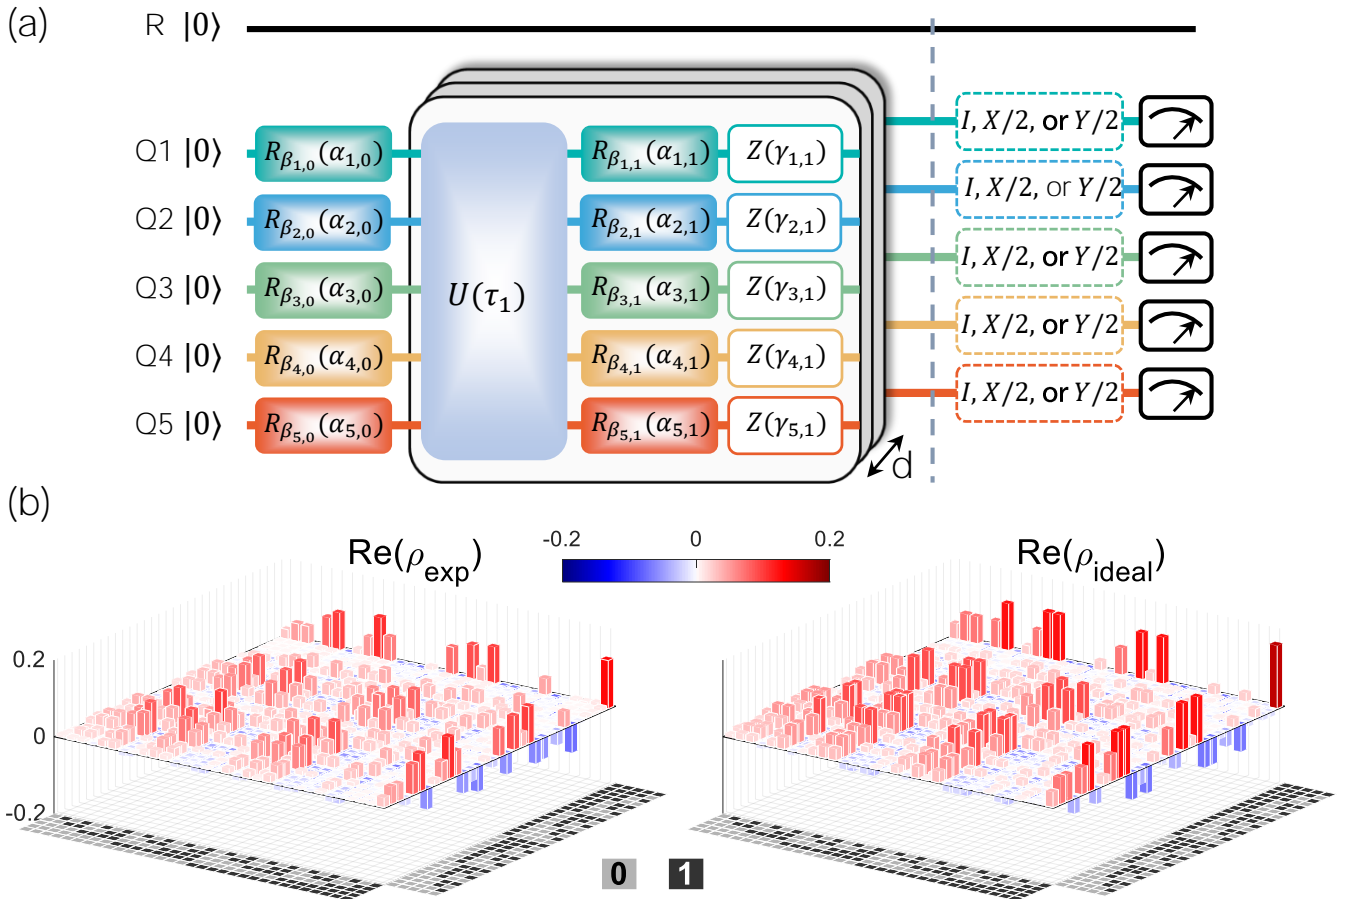 (a)
R |0⟩
I, X/2, or Y/2
Q1 |0⟩ R_{β_{1,0}}(α_{1,0}) R_{β_{1,1}}(α_{1,1}) Z(γ_{1,1})
I, X/2, or Y/2
Q2 |0⟩ R_{β_{2,0}}(α_{2,0}) R_{β_{2,1}}(α_{2,1}) Z(γ_{2,1})
I, X/2, or Y/2
Q3 |0⟩ R_{β_{3,0}}(α_{3,0}) U(τ_1) R_{β_{3,1}}(α_{3,1}) Z(γ_{3,1})
I, X/2, or Y/2
Q4 |0⟩ R_{β_{4,0}}(α_{4,0}) R_{β_{4,1}}(α_{4,1}) Z(γ_{4,1})
I, X/2, or Y/2
Q5 |0⟩ R_{β_{5,0}}(α_{5,0}) R_{β_{5,1}}(α_{5,1}) Z(γ_{5,1})
d
(b)
-0.2 0 0.2
Re(ρ_{exp}) Re(ρ_{ideal})
0.2
0
-0.2
0 1